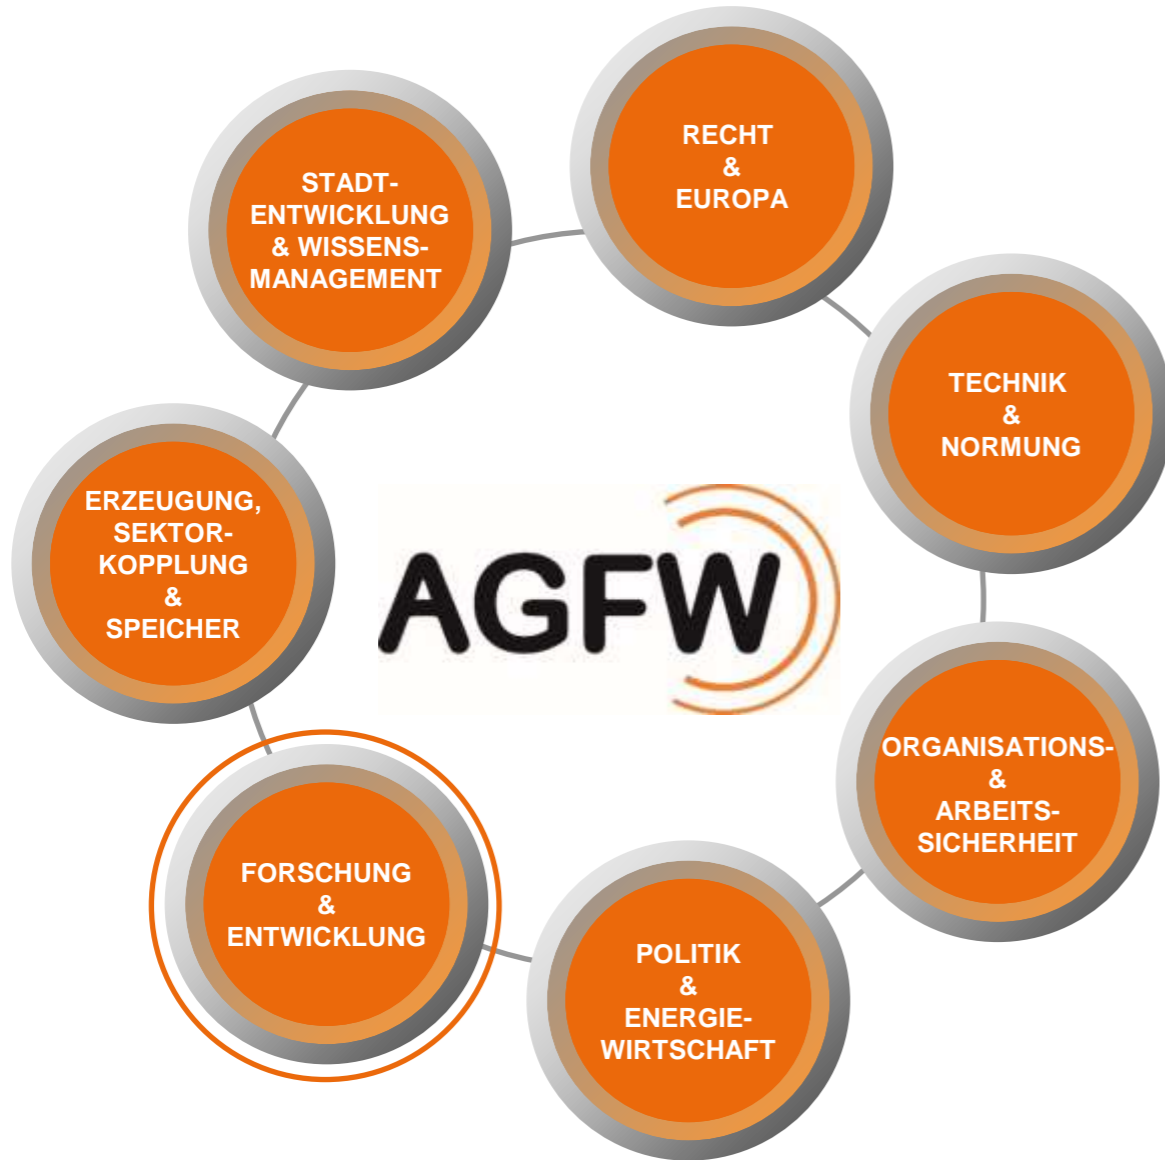 RECHT
&
EUROPA
STADT-
ENTWICKLUNG
& WISSENS-
MANAGEMENT
TECHNIK
&
NORMUNG
ERZEUGUNG,
SEKTOR-
KOPPLUNG
&
SPEICHER
AGFW
ORGANISATIONS-
&
ARBEITS-
SICHERHEIT
FORSCHUNG
&
ENTWICKLUNG
POLITIK
&
ENERGIE-
WIRTSCHAFT